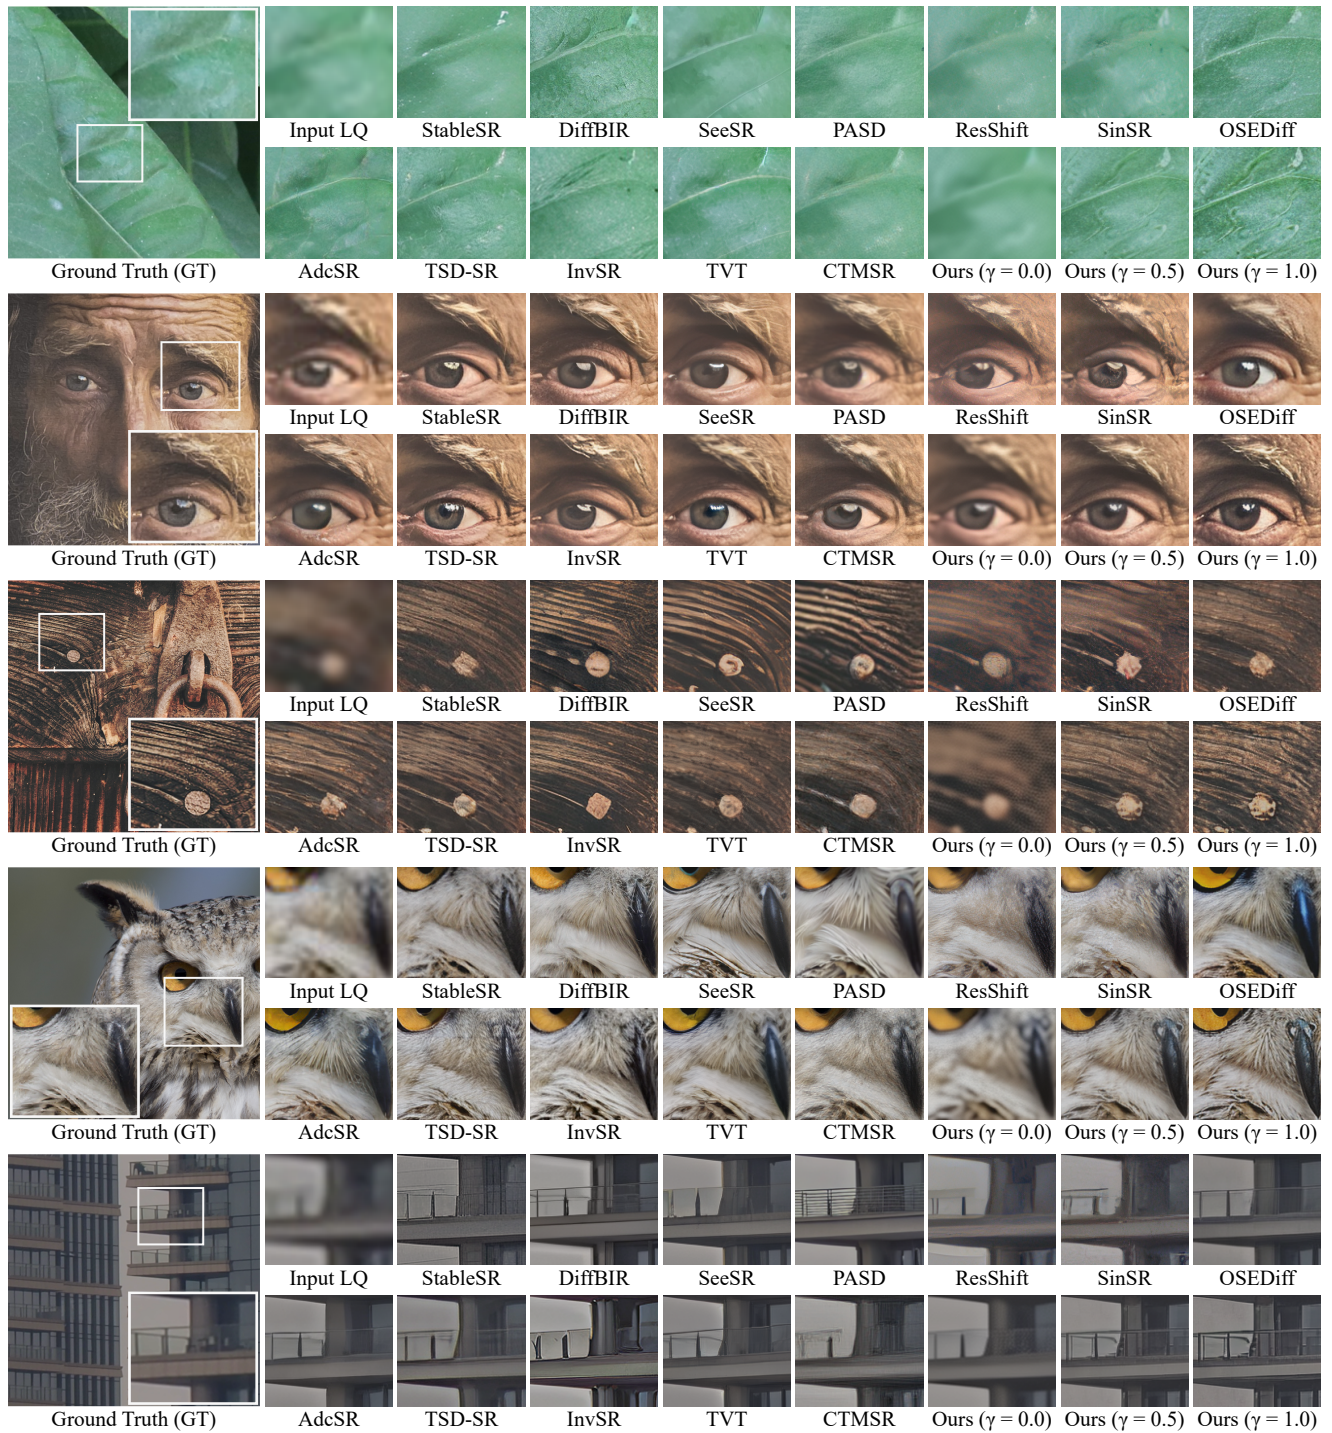 Input LQ StableSR DiffBIR SeeSR PASD ResShift SinSR OSEDiff
Ground Truth (GT) AdcSR TSD-SR InvSR TVT CTMSR Ours (γ = 0.0) Ours (γ = 0.5) Ours (γ = 1.0)
Input LQ StableSR DiffBIR SeeSR PASD ResShift SinSR OSEDiff
Ground Truth (GT) AdcSR TSD-SR InvSR TVT CTMSR Ours (γ = 0.0) Ours (γ = 0.5) Ours (γ = 1.0)
Input LQ StableSR DiffBIR SeeSR PASD ResShift SinSR OSEDiff
Ground Truth (GT) AdcSR TSD-SR InvSR TVT CTMSR Ours (γ = 0.0) Ours (γ = 0.5) Ours (γ = 1.0)
Input LQ StableSR DiffBIR SeeSR PASD ResShift SinSR OSEDiff
Ground Truth (GT) AdcSR TSD-SR InvSR TVT CTMSR Ours (γ = 0.0) Ours (γ = 0.5) Ours (γ = 1.0)
Input LQ StableSR DiffBIR SeeSR PASD ResShift SinSR OSEDiff
Ground Truth (GT) AdcSR TSD-SR InvSR TVT CTMSR Ours (γ = 0.0) Ours (γ = 0.5) Ours (γ = 1.0)